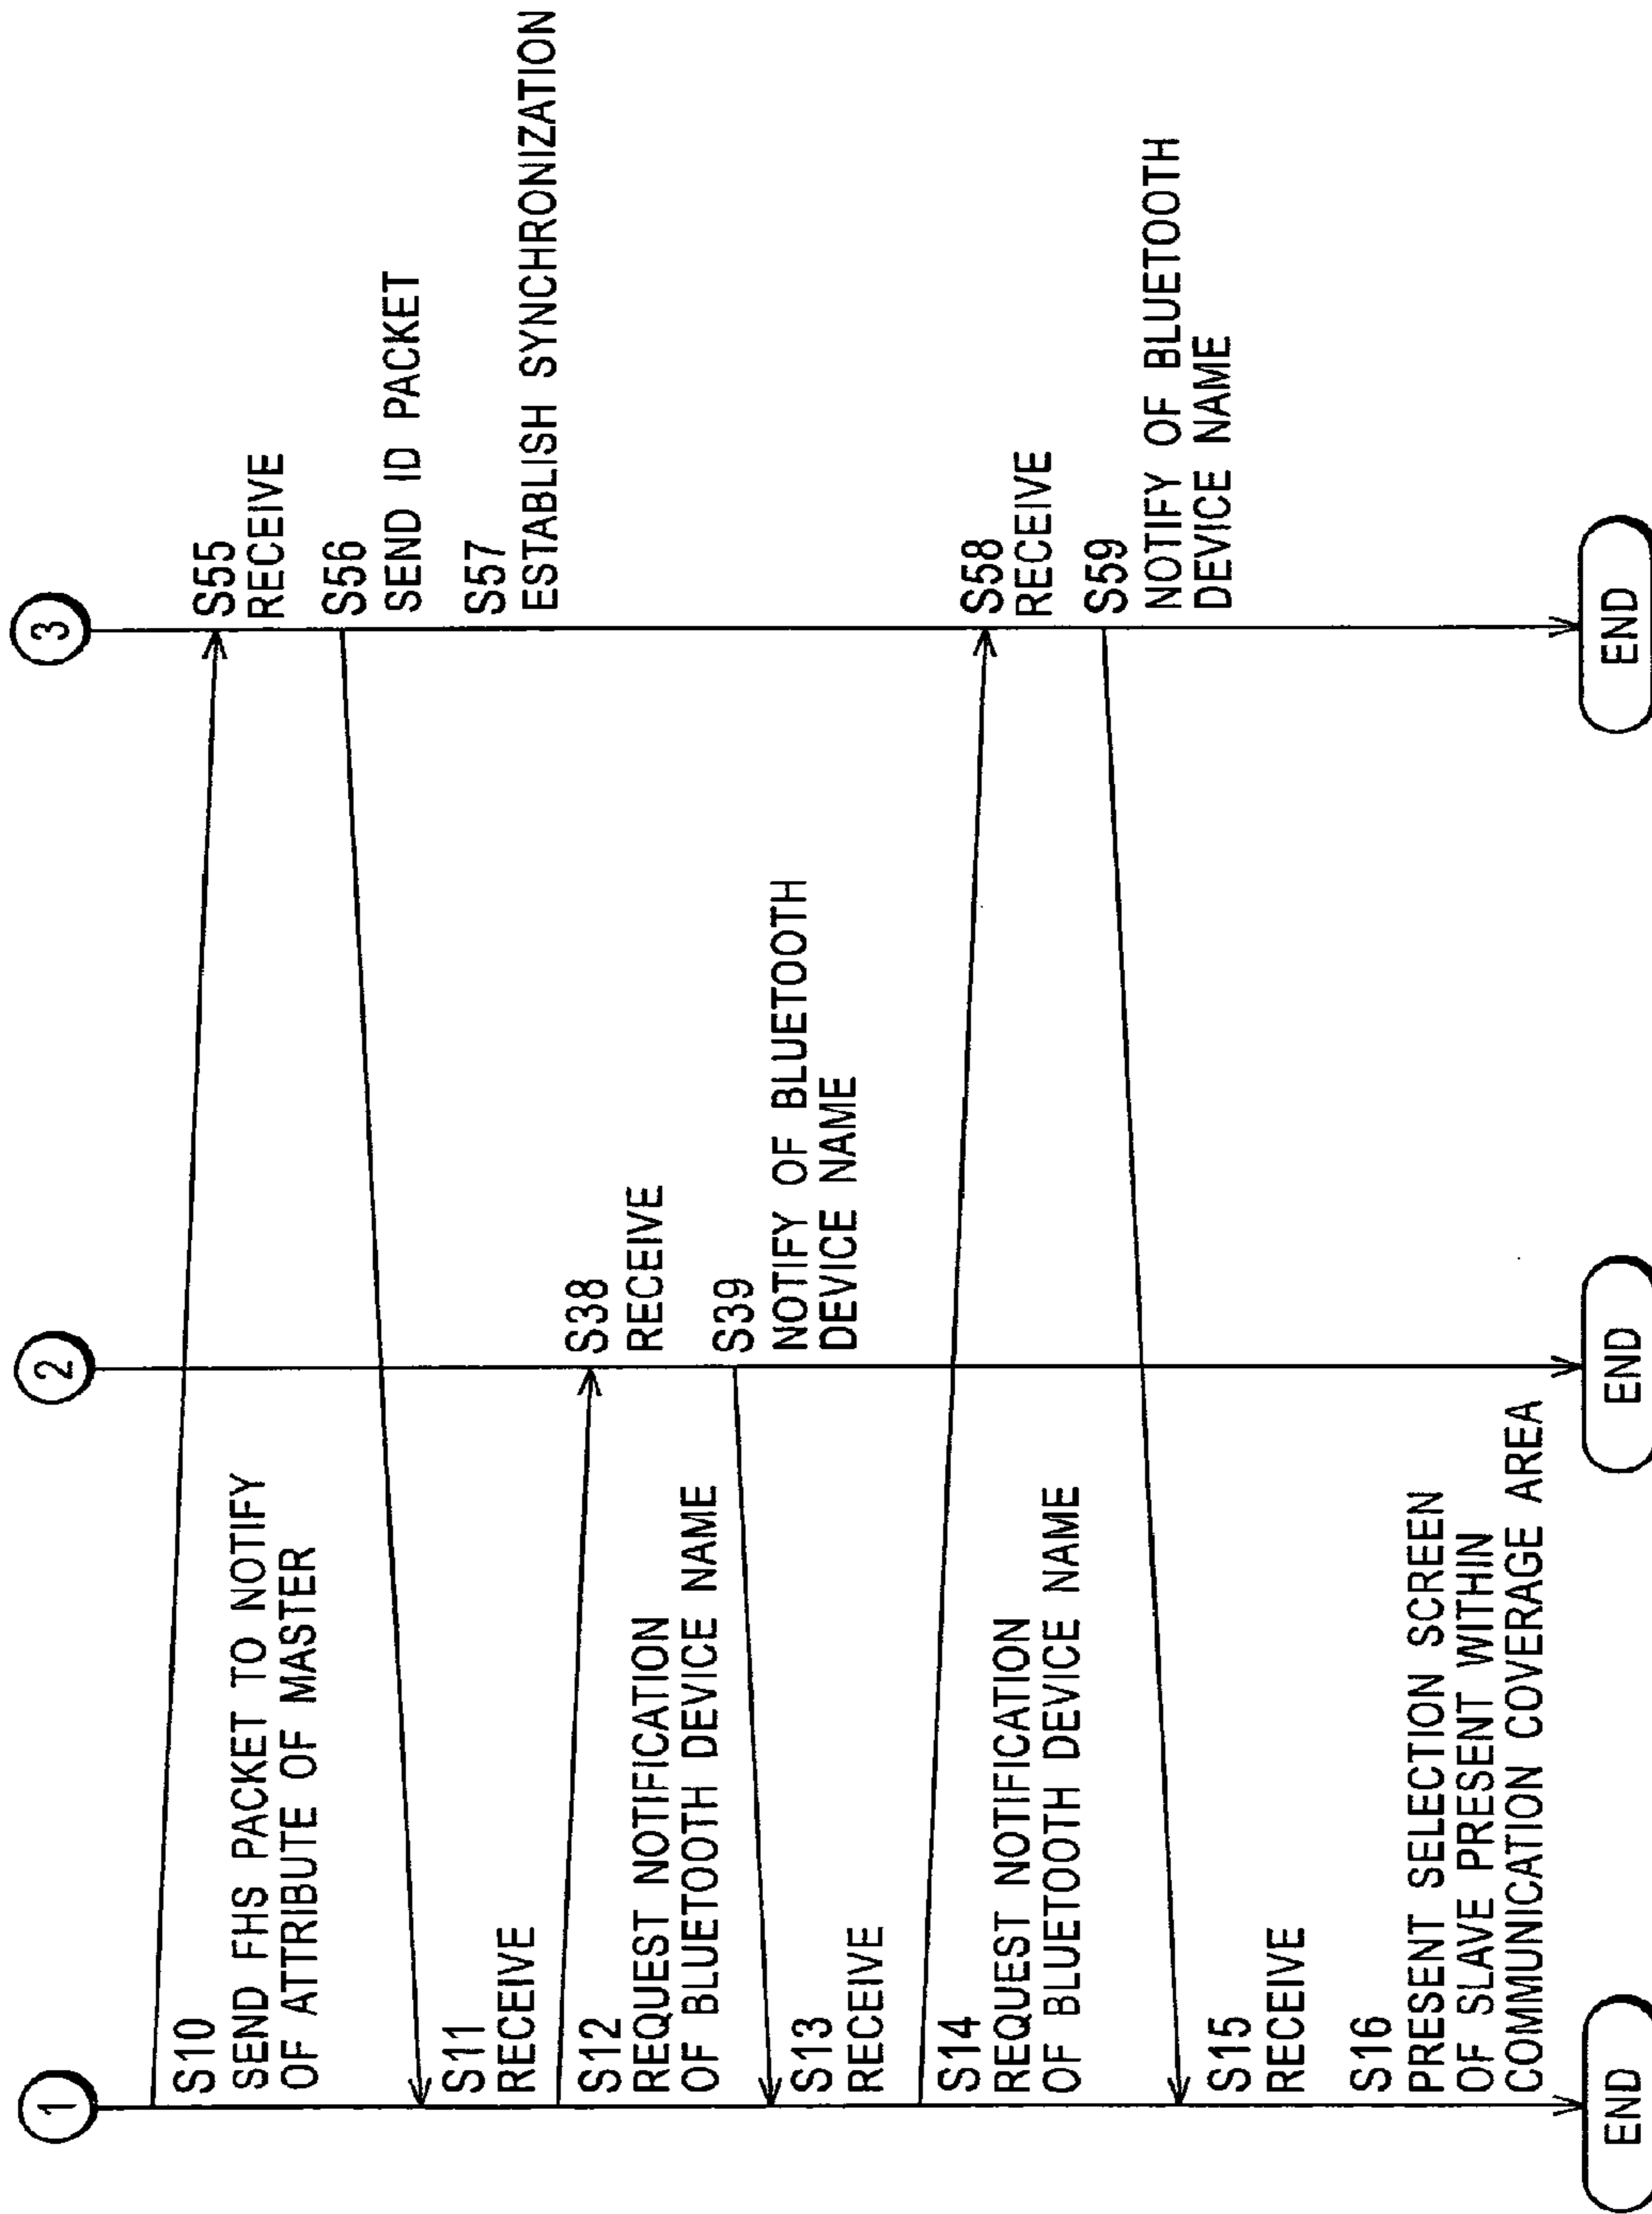 1
2
3
S10
SEND FHS PACKET TO NOTIFY
OF ATTRIBUTE OF MASTER
S55
RECEIVE
S56
SEND ID PACKET
S11
RECEIVE
S57
ESTABLISH SYNCHRONIZATION
S12
REQUEST NOTIFICATION
OF BLUETOOTH DEVICE NAME
S38
RECEIVE
S39
NOTIFY OF BLUETOOTH
DEVICE NAME
S13
RECEIVE
S14
REQUEST NOTIFICATION
OF BLUETOOTH DEVICE NAME
S58
RECEIVE
S59
NOTIFY OF BLUETOOTH
DEVICE NAME
S15
RECEIVE
S16
PRESENT SELECTION SCREEN
OF SLAVE PRESENT WITHIN
COMMUNICATION COVERAGE AREA
END
END
END